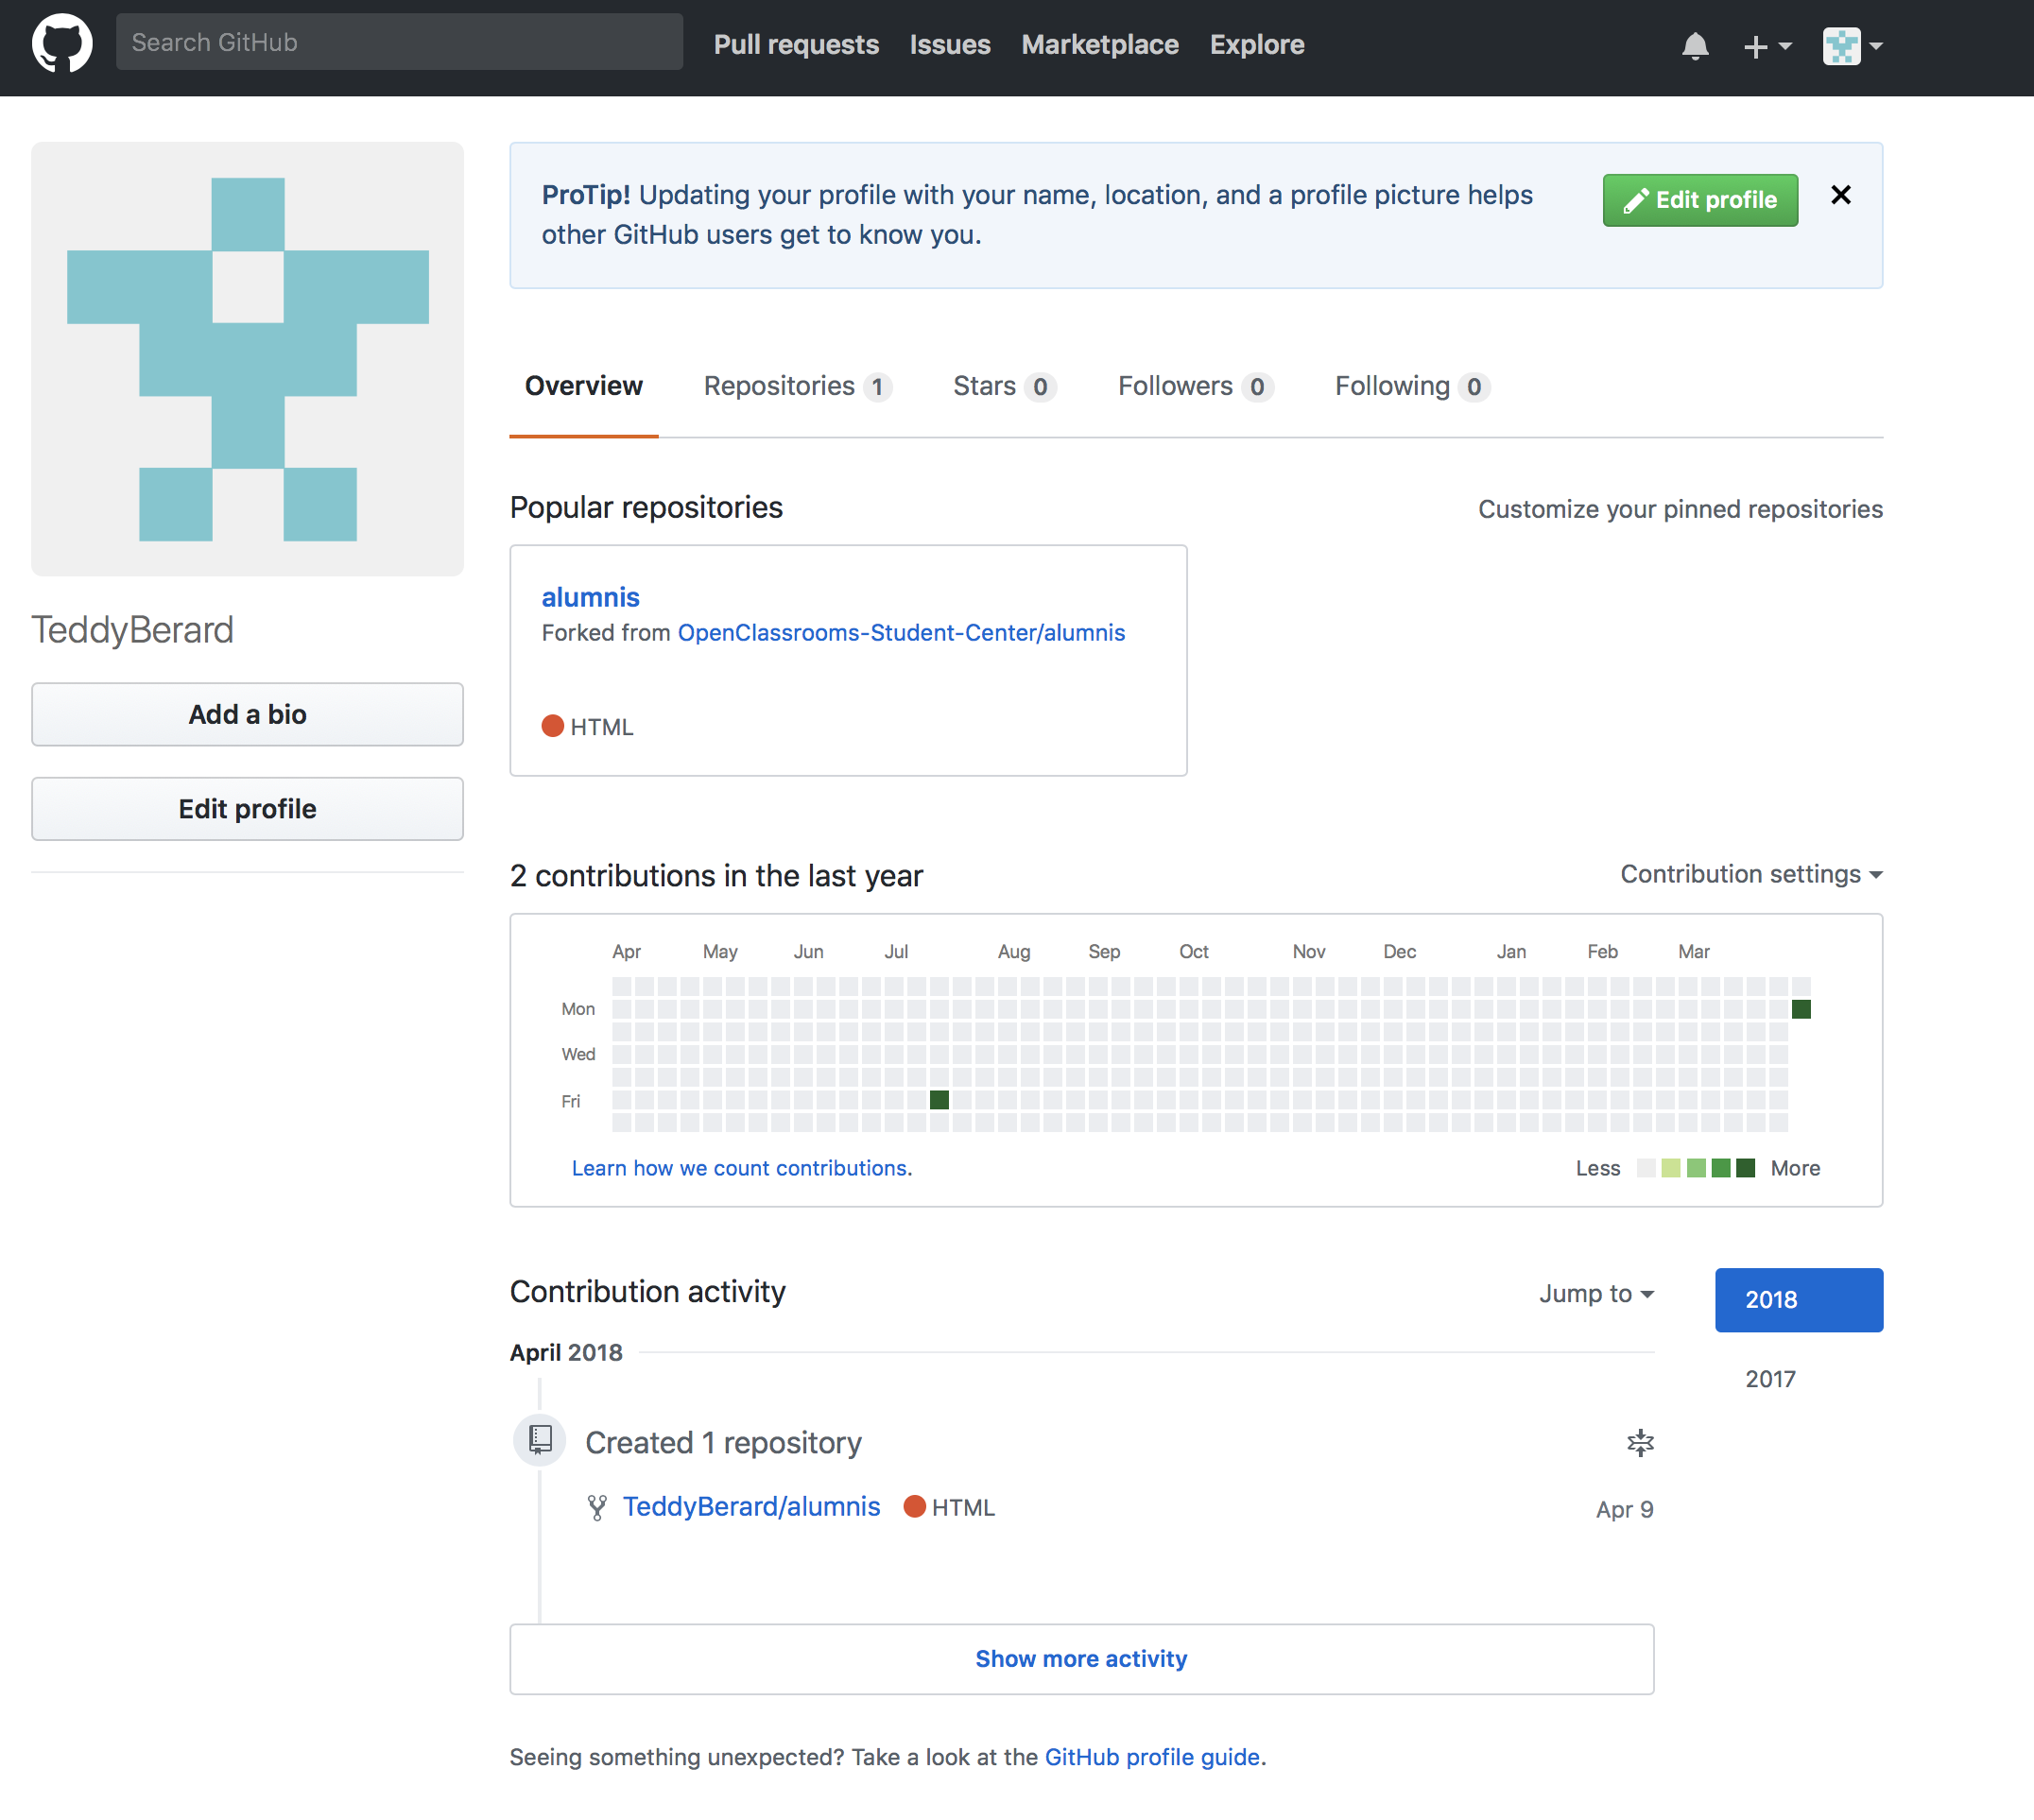 Search GitHub
Pull requests Issues Marketplace Explore
ProTip! Updating your profile with your name, location, and a profile picture helps
other GitHub users get to know you.
Edit profile
TeddyBerard
Add a bio
Edit profile
Overview Repositories 1 Stars 0 Followers 0 Following 0
Popular repositories
Customize your pinned repositories
alumnis
Forked from OpenClassrooms-Student-Center/alumnis
HTML
2 contributions in the last year
Contribution settings
Apr May Jun Jul Aug Sep Oct Nov Dec Jan Feb Mar
Mon
Wed
Fri
Learn how we count contributions.
Less More
Contribution activity
Jump to
2018
2017
April 2018
Created 1 repository
TeddyBerard/alumnis HTML Apr 9
Show more activity
Seeing something unexpected? Take a look at the GitHub profile guide.